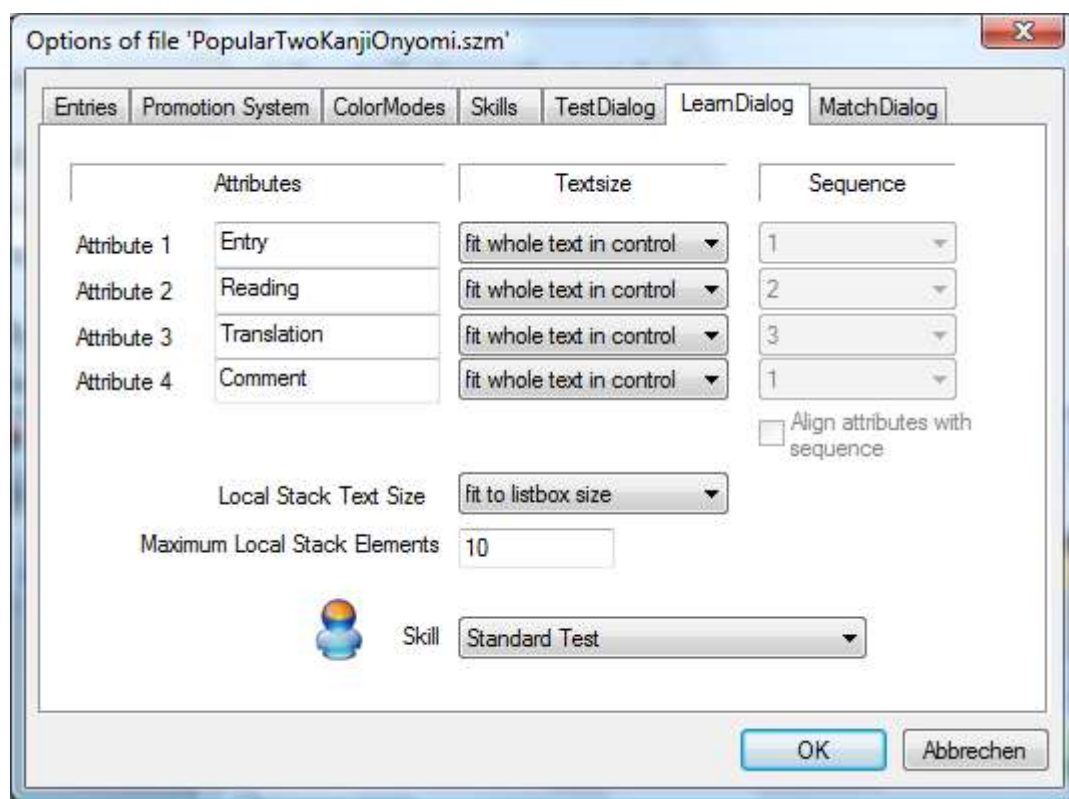 Options of file 'PopularTwoKanjiOnyomi.szm'
Entries Promotion System ColorModes Skills TestDialog LearnDialog MatchDialog
Attributes Textsize Sequence
Attribute 1 Entry fit whole text in control 1
Attribute 2 Reading fit whole text in control 2
Attribute 3 Translation fit whole text in control 3
Attribute 4 Comment fit whole text in control 1
Align attributes with
sequence
Local Stack Text Size fit to listbox size
Maximum Local Stack Elements 10
Skill Standard Test
OK Abbrechen